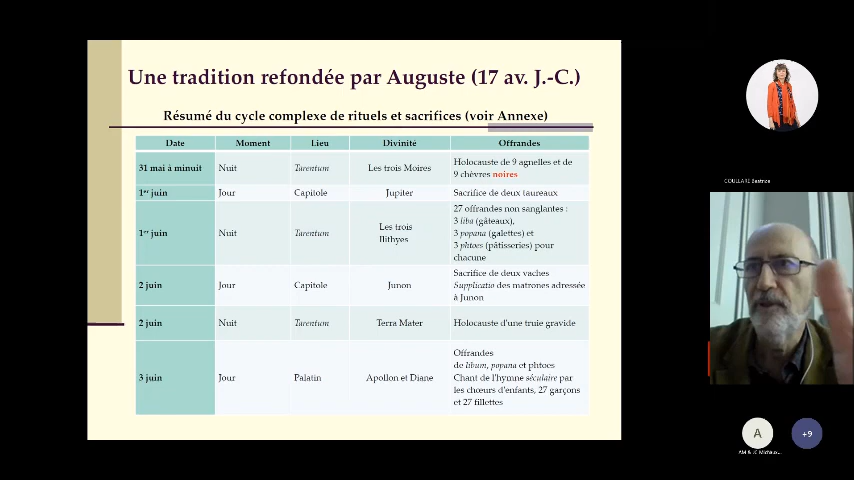 Une tradition refondée par Auguste (17 av. J.-C.)
Résumé du cycle complexe de rituels et sacrifices (voir Annexe)
Date Moment Lieu Divinité Offrandes
31 mai à minuit Nuit Tarentum Les trois Moires Holocauste de 9 agnelles et de
9 chèvres noires
1er juin Jour Capitole Jupiter Sacrifice de deux taureaux
1er juin Nuit Tarentum Les trois
Ilithyes
27 offrandes non sanglantes :
3 liba (gâteaux),
3 popana (galettes) et
3 phtoes (pâtisseries) pour
chacune
2 juin Jour Capitole Junon Sacrifice de deux vaches
Supplicatio des matrones adressée
à Junon
2 juin Nuit Tarentum Terra Mater Holocauste d'une truie gravide
3 juin Jour Palatin Apollon et Diane Offrandes
de libum, popana et phtoes
Chant de l'hymne séculaire par
les chœurs d'enfants, 27 garçons
et 27 fillettes
COULLARE Beatrice
A
+9
AM & JC Michaux...